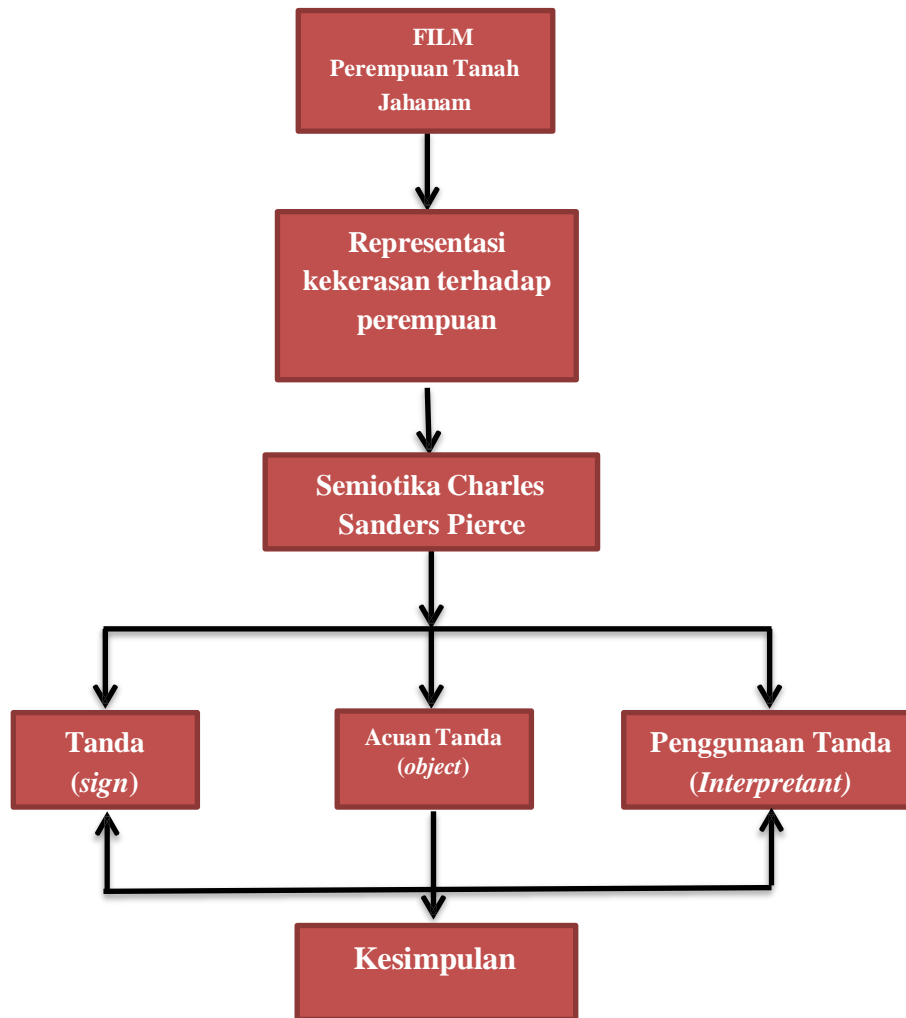 FILM
Perempuan Tanah
Jahanam
Representasi
kekerasan terhadap
perempuan
Semiotika Charles
Sanders Pierce
Tanda
(sign)
Acuan Tanda
(object)
Penggunaan Tanda
(Interpretant)
Kesimpulan